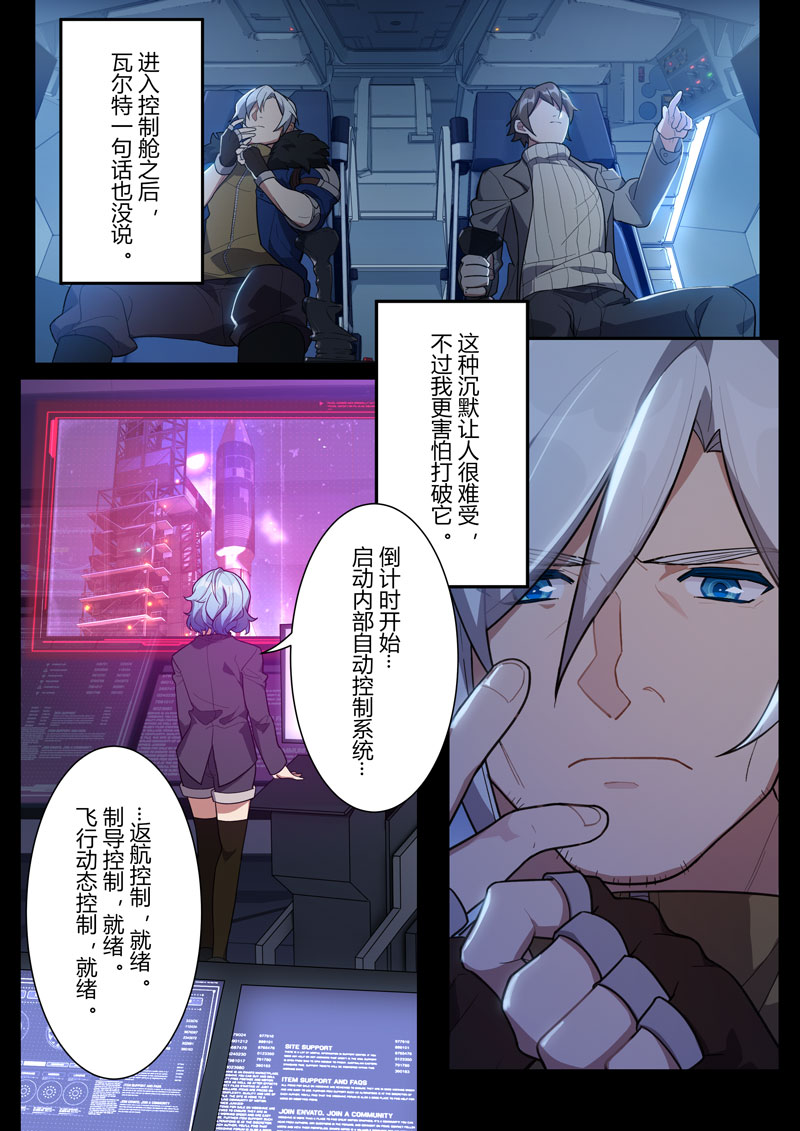 进入控制舱之后，
瓦尔特一句话也没说。
这种沉默让人很难受，
不过我更害怕打破它。
倒计时开始…
启动内部自动控制系统…
…返航控制，就绪。
制导控制，就绪。
飞行动态控制，就绪。
SITE SUPPORT
ITEM SUPPORT AND FAQS
JOIN ENVATO, JOIN A COMMUNITY